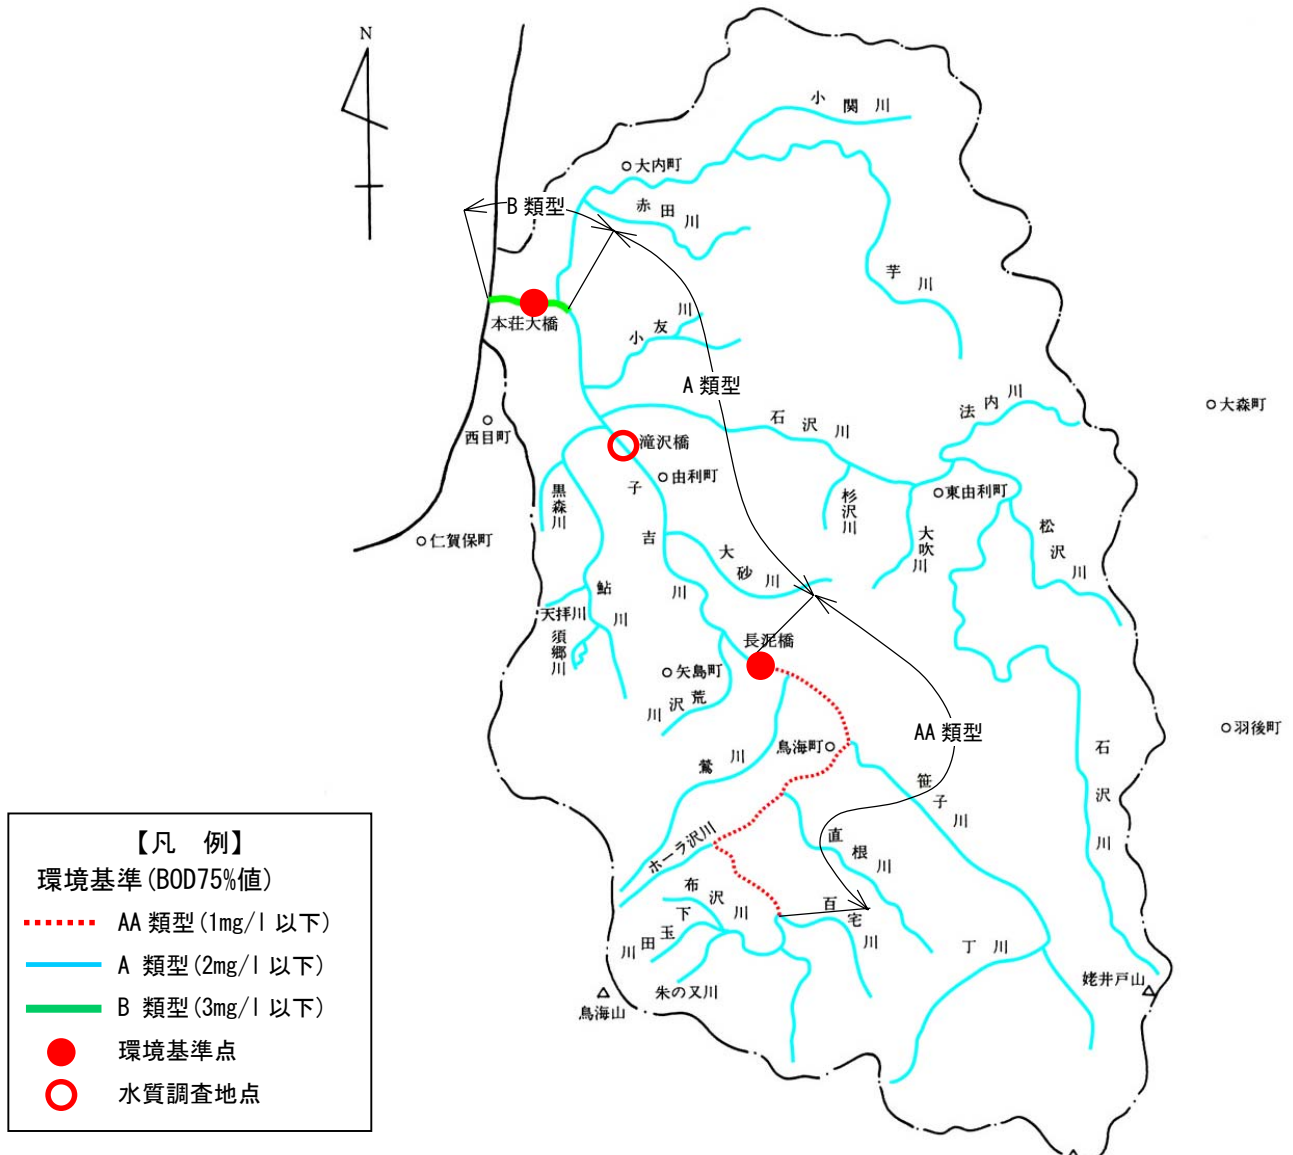 N
小関川
大内町
B 類型
赤田川
芋川
本荘大橋
小友川
A 類型
法内川
大森町
石沢川
西目町
滝沢橋
由利町
東由利町
黒森川
子吉川
杉沢川
大吹川
松沢川
仁賀保町
大砂川
鮎川
天拝川
須郷川
長泥橋
矢島町
荒沢川
AA 類型
羽後町
鳥海町
鶯川
笹子川
石沢川
ホーラ沢川
直根川
布沢川
百宅川
下玉田川
丁川
朱の又川
姥井戸山
鳥海山
【凡 例】
環境基準(BOD75%値)
AA 類型(1mg/l 以下)
A 類型(2mg/l 以下)
B 類型(3mg/l 以下)
環境基準点
水質調査地点